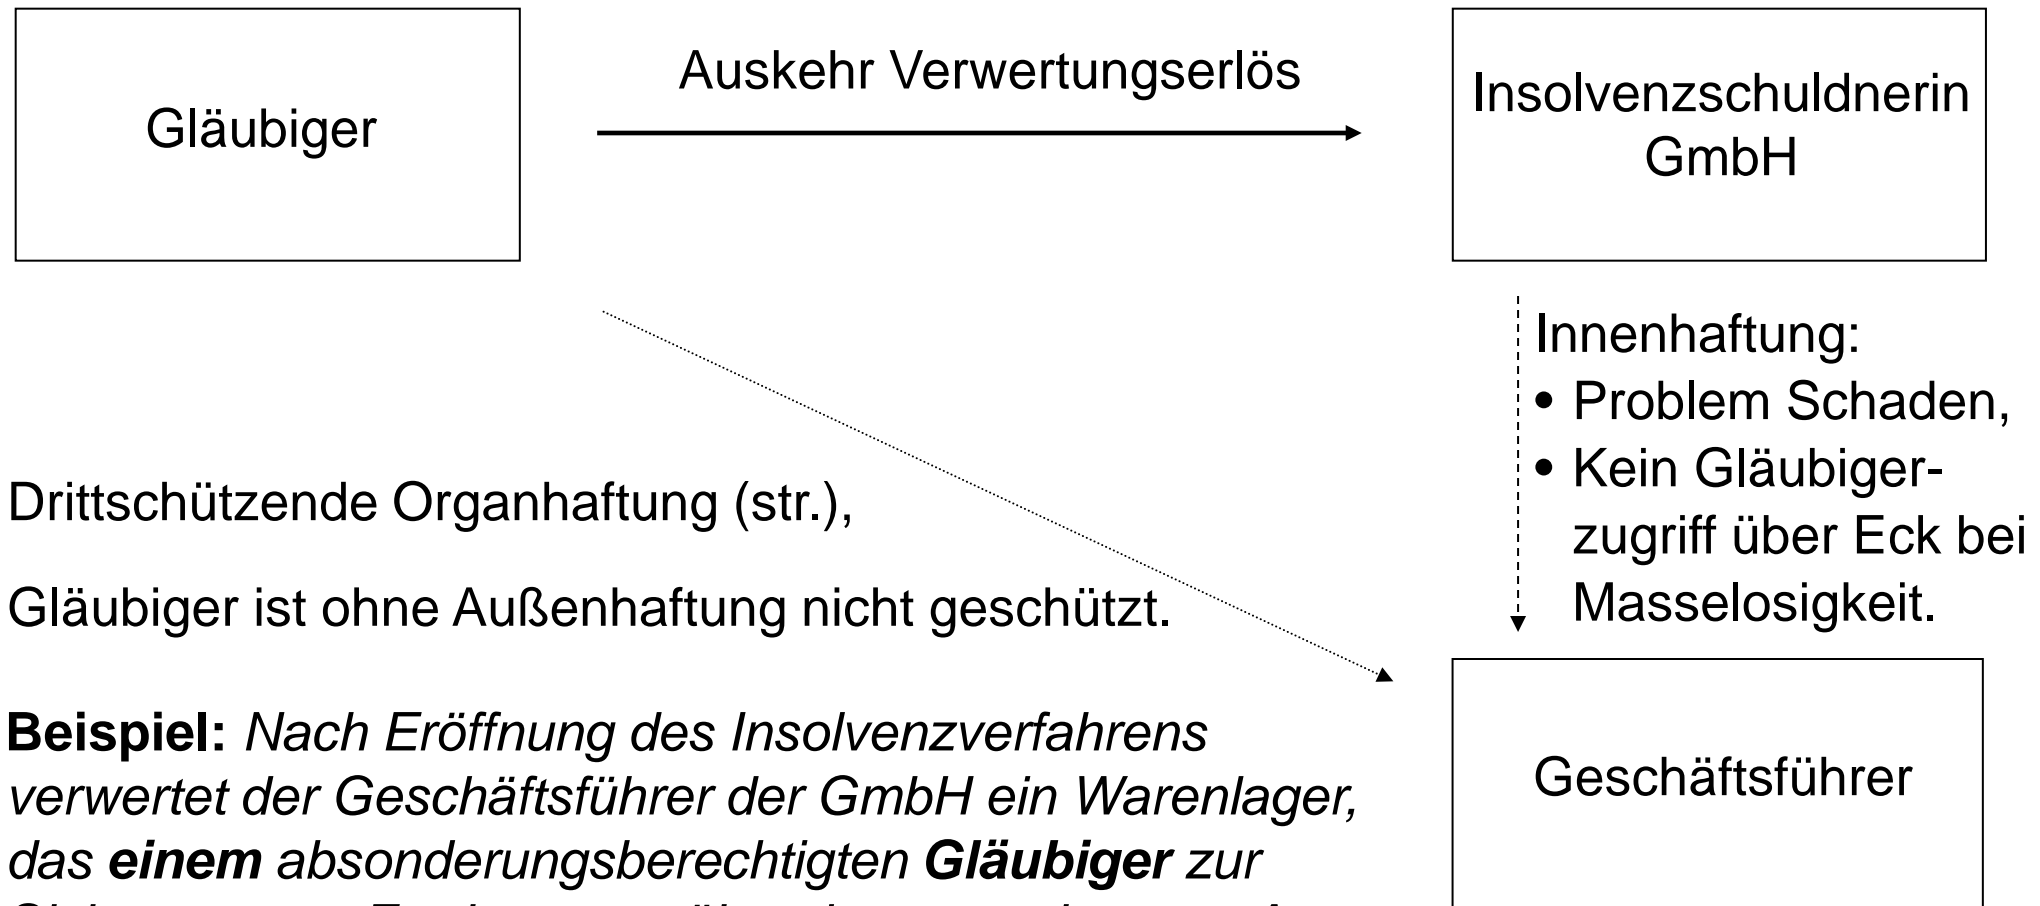 Gläubiger
Auskehr Verwertungserlös
Insolvenzschuldnerin
GmbH
Innenhaftung:
• Problem Schaden,
• Kein Gläubiger-
zugriff über Eck bei
Masselosigkeit.
Drittschützende Organhaftung (str.),
Gläubiger ist ohne Außenhaftung nicht geschützt.
Beispiel: Nach Eröffnung des Insolvenzverfahrens
verwertet der Geschäftsführer der GmbH ein Warenlager,
das einem absonderungsberechtigten Gläubiger zur
Geschäftsführer